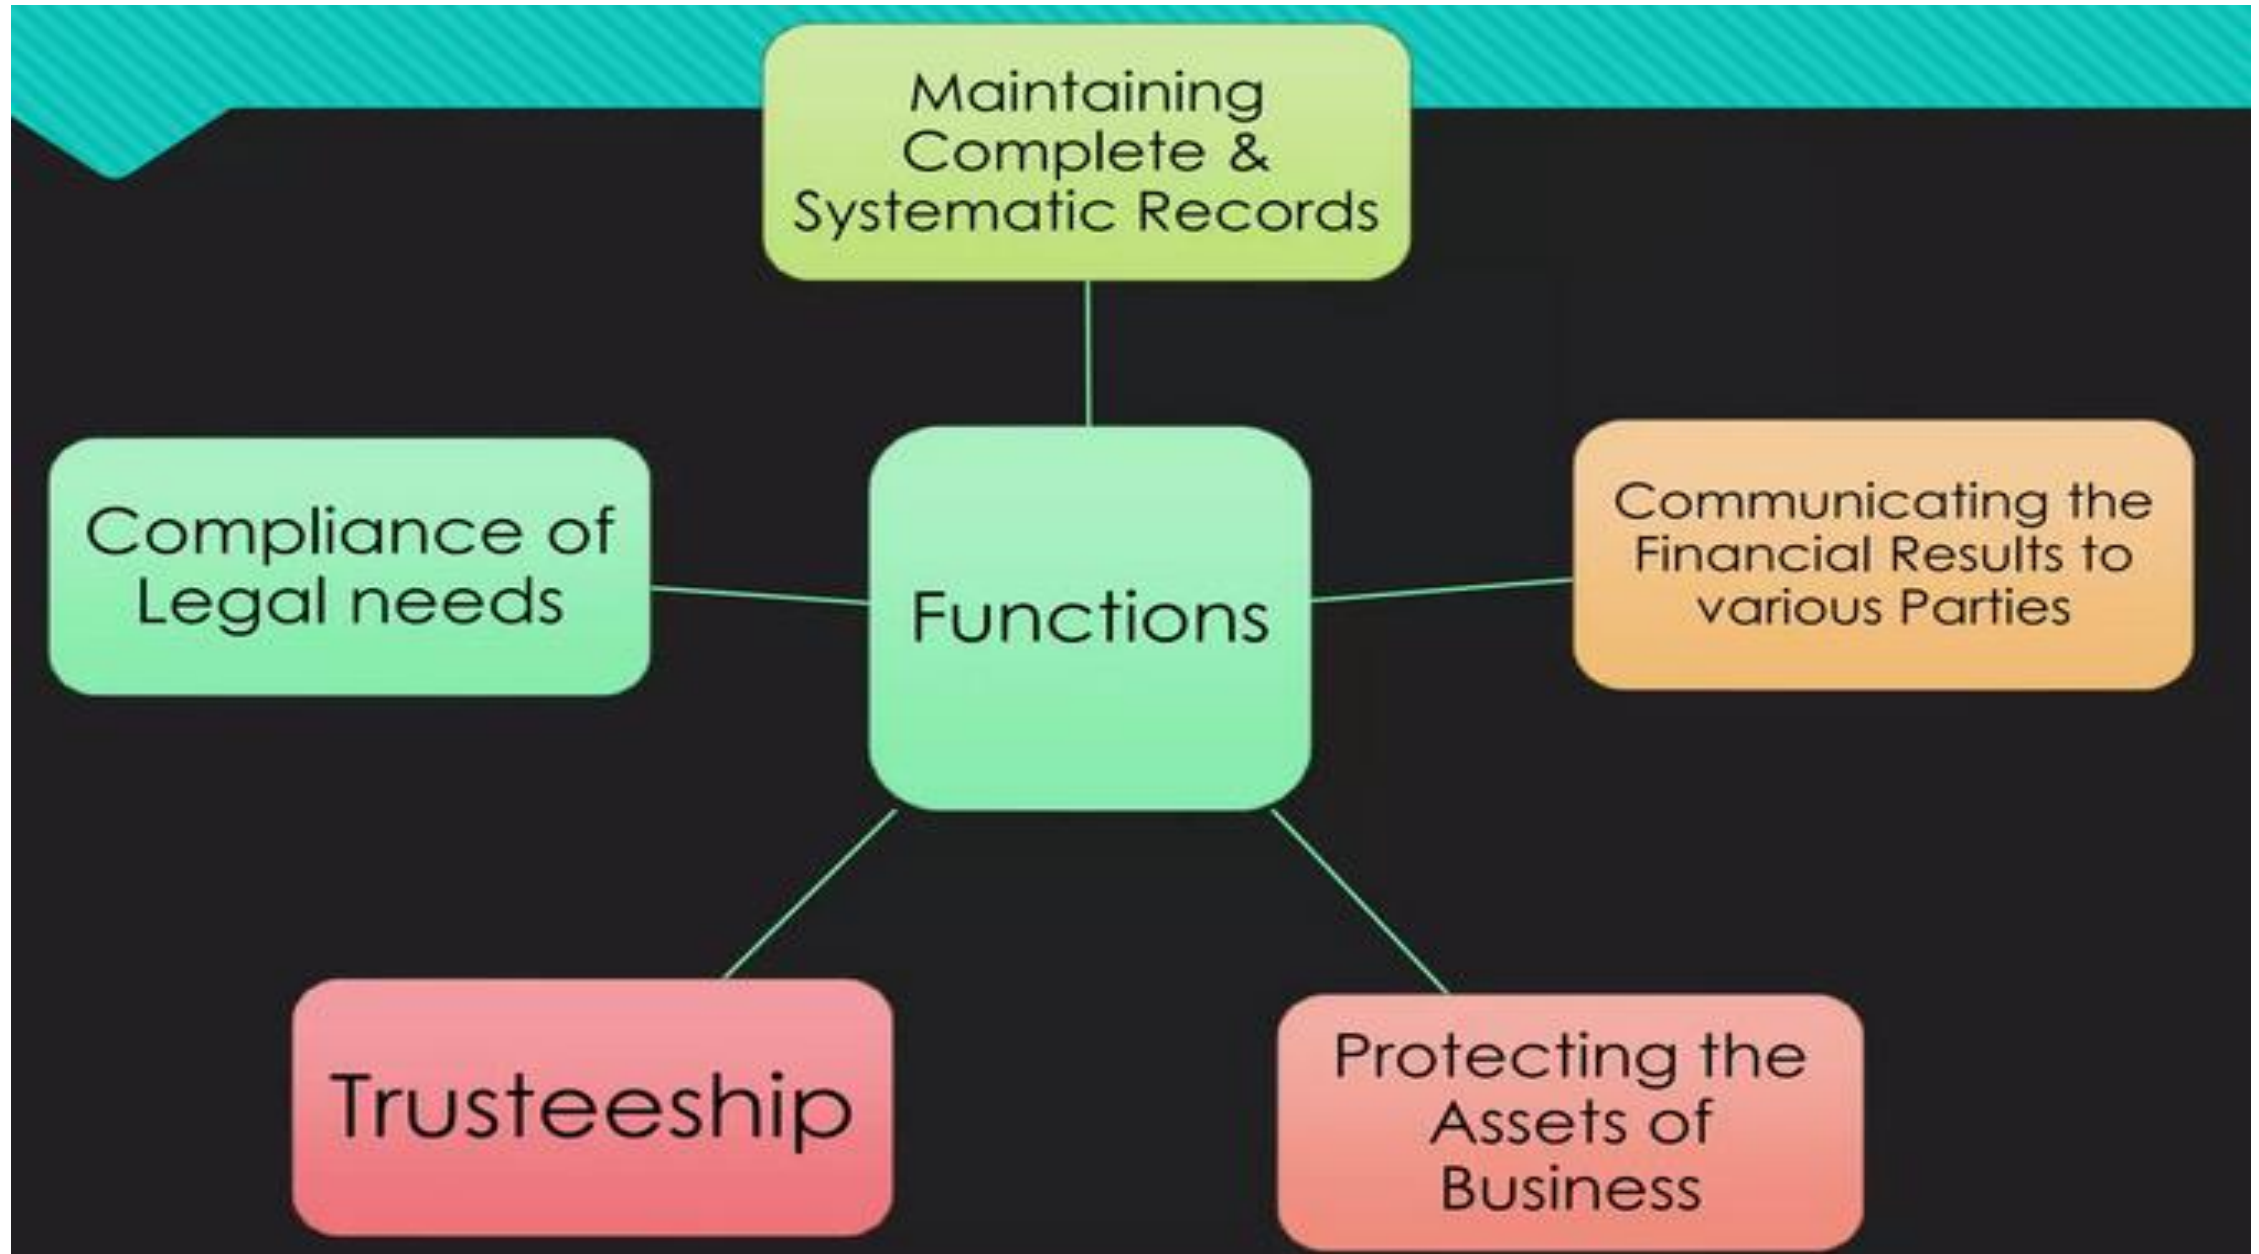 Maintaining
Complete &
Systematic Records
Compliance of
Legal needs
Functions
Communicating the
Financial Results to
various Parties
Trusteeship
Protecting the
Assets of
Business